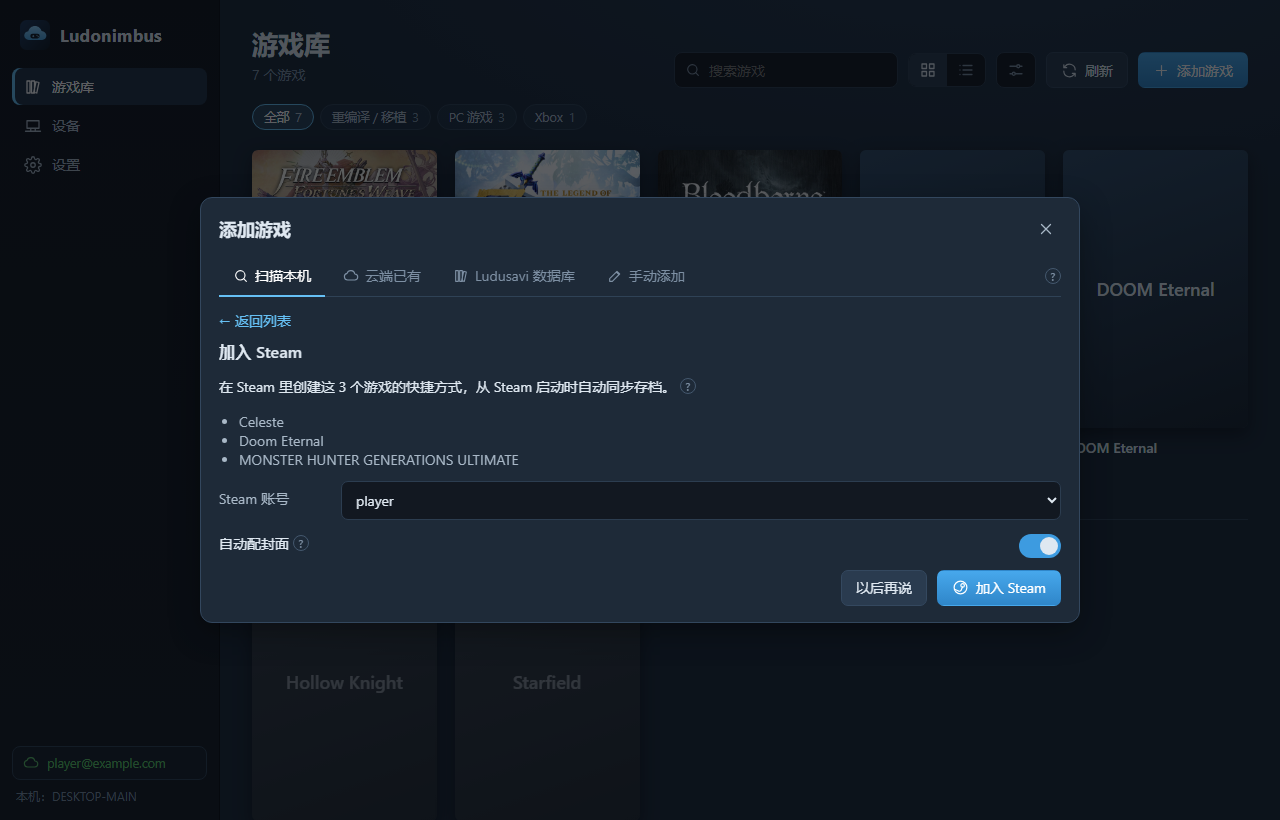 Ludonimbus
游戏库
设备
设置
player@example.com
本机: DESKTOP-MAIN
游戏库
7 个游戏
搜索游戏
刷新
添加游戏
全部 7
重编译 / 移植 3
PC 游戏 3
Xbox 1
FIRE EMBLEM
FORTUNE'S WEAVE
THE LEGEND OF
Bloodborne
DOOM Eternal
DOOM Eternal
添加游戏
扫描本机
云端已有
Ludusavi 数据库
手动添加
?
← 返回列表
加入 Steam
在 Steam 里创建这 3 个游戏的快捷方式，从 Steam 启动时自动同步存档。 ?
• Celeste
• Doom Eternal
• MONSTER HUNTER GENERATIONS ULTIMATE
Steam 账号
player
自动配封面 ?
以后再说
加入 Steam
Hollow Knight
Starfield